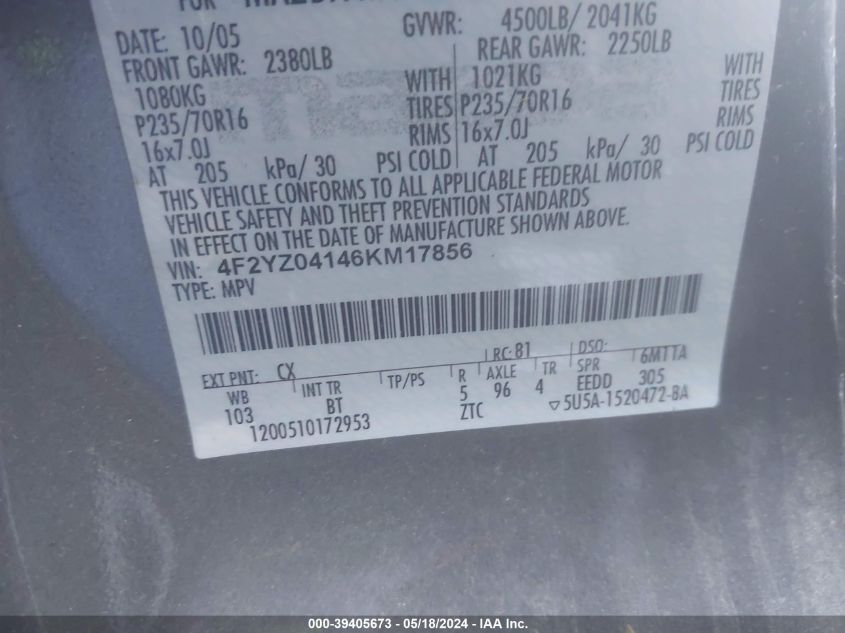 FOR MAZDA
DATE: 10/05 GVWR: 4500LB/ 2041KG
FRONT GAWR: 2380LB REAR GAWR: 2250LB
1080KG WITH 1021KG WITH
P235/70R16 TIRES P235/70R16 TIRES
16x7.0J RIMS 16x7.0J RIMS
AT 205 kPa/ 30 PSI COLD AT 205 kPa/ 30 PSI COLD
THIS VEHICLE CONFORMS TO ALL APPLICABLE FEDERAL MOTOR
VEHICLE SAFETY AND THEFT PREVENTION STANDARDS
IN EFFECT ON THE DATE OF MANUFACTURE SHOWN ABOVE.
VIN: 4F2YZ04146KM17856
TYPE: MPV
EXT PNT: CX RC: 81 DSO:
WB INT TR TP/PS R AXLE TR SPR 6MTTA
103 BT 5 96 4 EEDD 305
1200510172953 ZTC ▽5U5A-1520472-BA
000-39405673 - 05/18/2024 - IAA Inc.